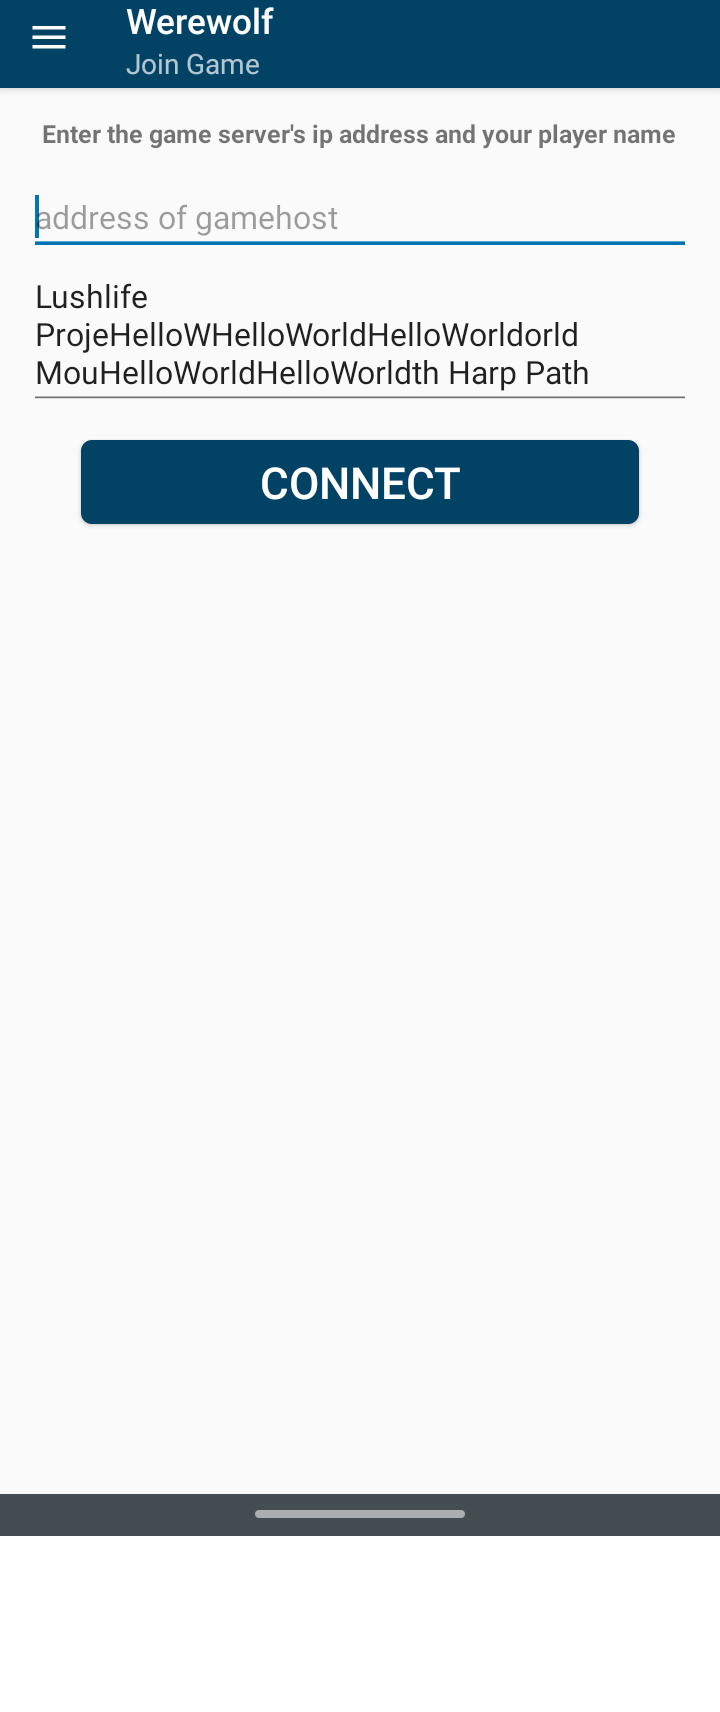 Werewolf
Join Game
Enter the game server's ip address and your player name
address of gamehost
Lushlife
ProjeHelloWHelloWorldHelloWorldorld
MouHelloWorldHelloWorldth Harp Path
CONNECT